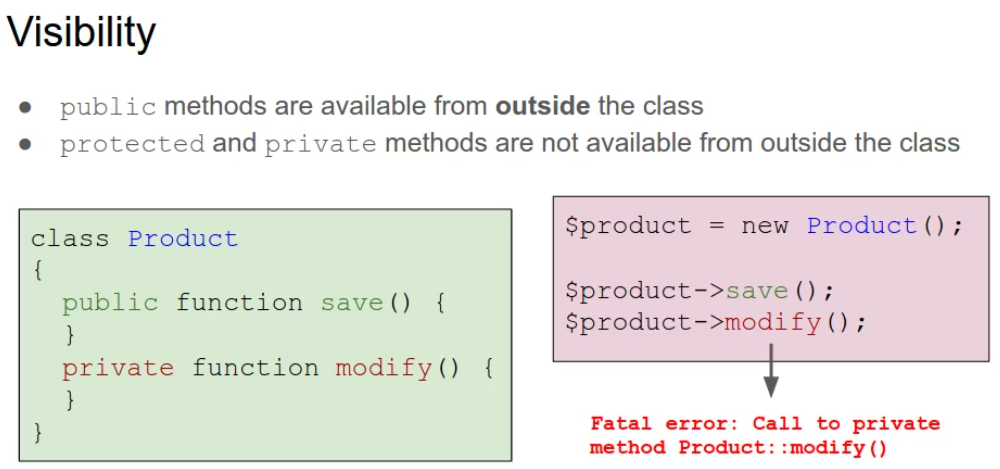 Visibility
● public methods are available from outside the class
● protected and private methods are not available from outside the class
class Product
{
  public function save() {
  }
  private function modify() {
  }
}
$product = new Product();
$product->save();
$product->modify();
Fatal error: Call to private
method Product::modify()